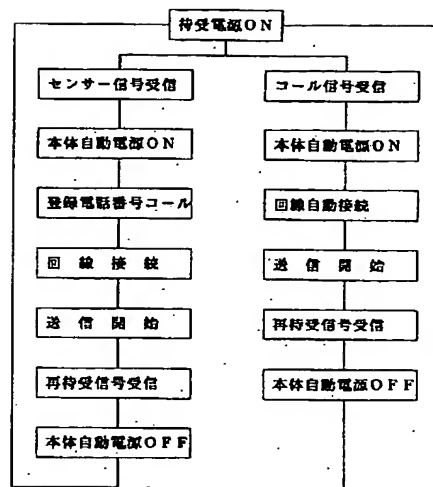 待受電源ON
センサー信号受信
本体自動電源ON
登録電話番号コール
回線接続
送信開始
再待受信号受信
本体自動電源OFF
コール信号受信
本体自動電源ON
回線自動接続
送信開始
再待受信号受信
本体自動電源OFF